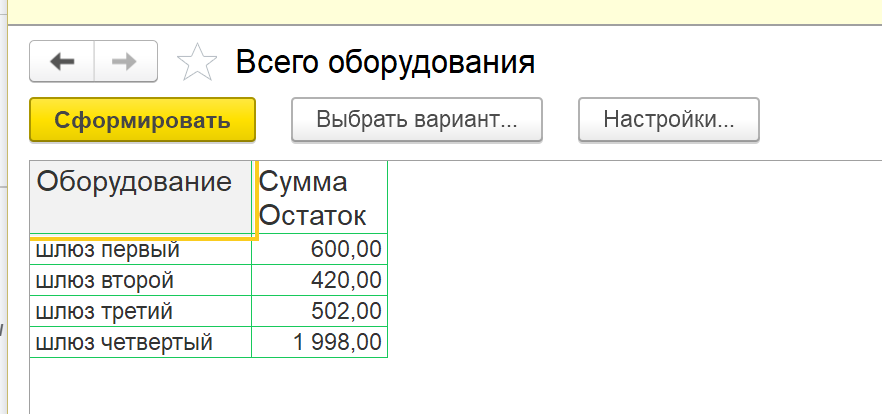 Всего оборудования
Сформировать Выбрать вариант... Настройки...
Оборудование Сумма
Остаток
шлюз первый 600,00
шлюз второй 420,00
шлюз третий 502,00
шлюз четвертый 1 998,00